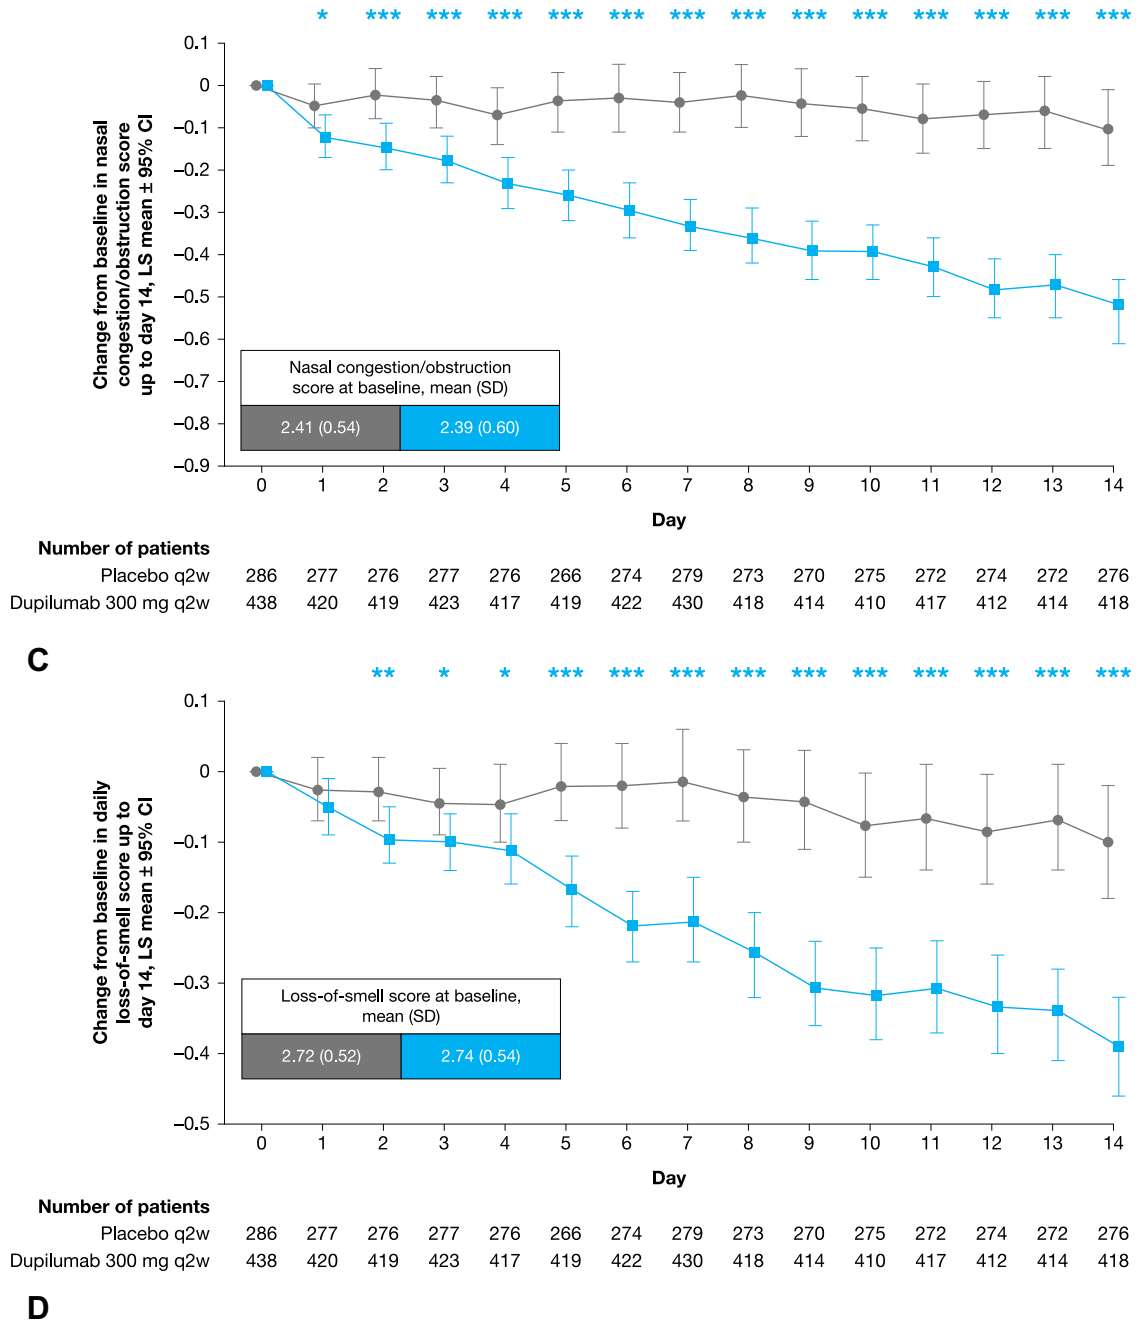 * *** *** *** *** *** *** *** *** *** *** *** *** ***
Change from baseline in nasal
congestion/obstruction score
up to day 14, LS mean ± 95% CI
0.1
0
−0.1
−0.2
−0.3
−0.4
−0.5
−0.6
−0.7
−0.8
−0.9
Nasal congestion/obstruction
score at baseline, mean (SD)
2.41 (0.54) 2.39 (0.60)
0 1 2 3 4 5 6 7 8 9 10 11 12 13 14
Day
Number of patients
Placebo q2w 286 277 276 277 276 266 274 279 273 270 275 272 274 272 276
Dupilumab 300 mg q2w 438 420 419 423 417 419 422 430 418 414 410 417 412 414 418
C
** * * *** *** *** *** *** *** *** *** *** ***
Change from baseline in daily
loss-of-smell score up to
day 14, LS mean ± 95% CI
0.1
0
−0.1
−0.2
−0.3
−0.4
−0.5
Loss-of-smell score at baseline,
mean (SD)
2.72 (0.52) 2.74 (0.54)
0 1 2 3 4 5 6 7 8 9 10 11 12 13 14
Day
Number of patients
Placebo q2w 286 277 276 277 276 266 274 279 273 270 275 272 274 272 276
Dupilumab 300 mg q2w 438 420 419 423 417 419 422 430 418 414 410 417 412 414 418
D